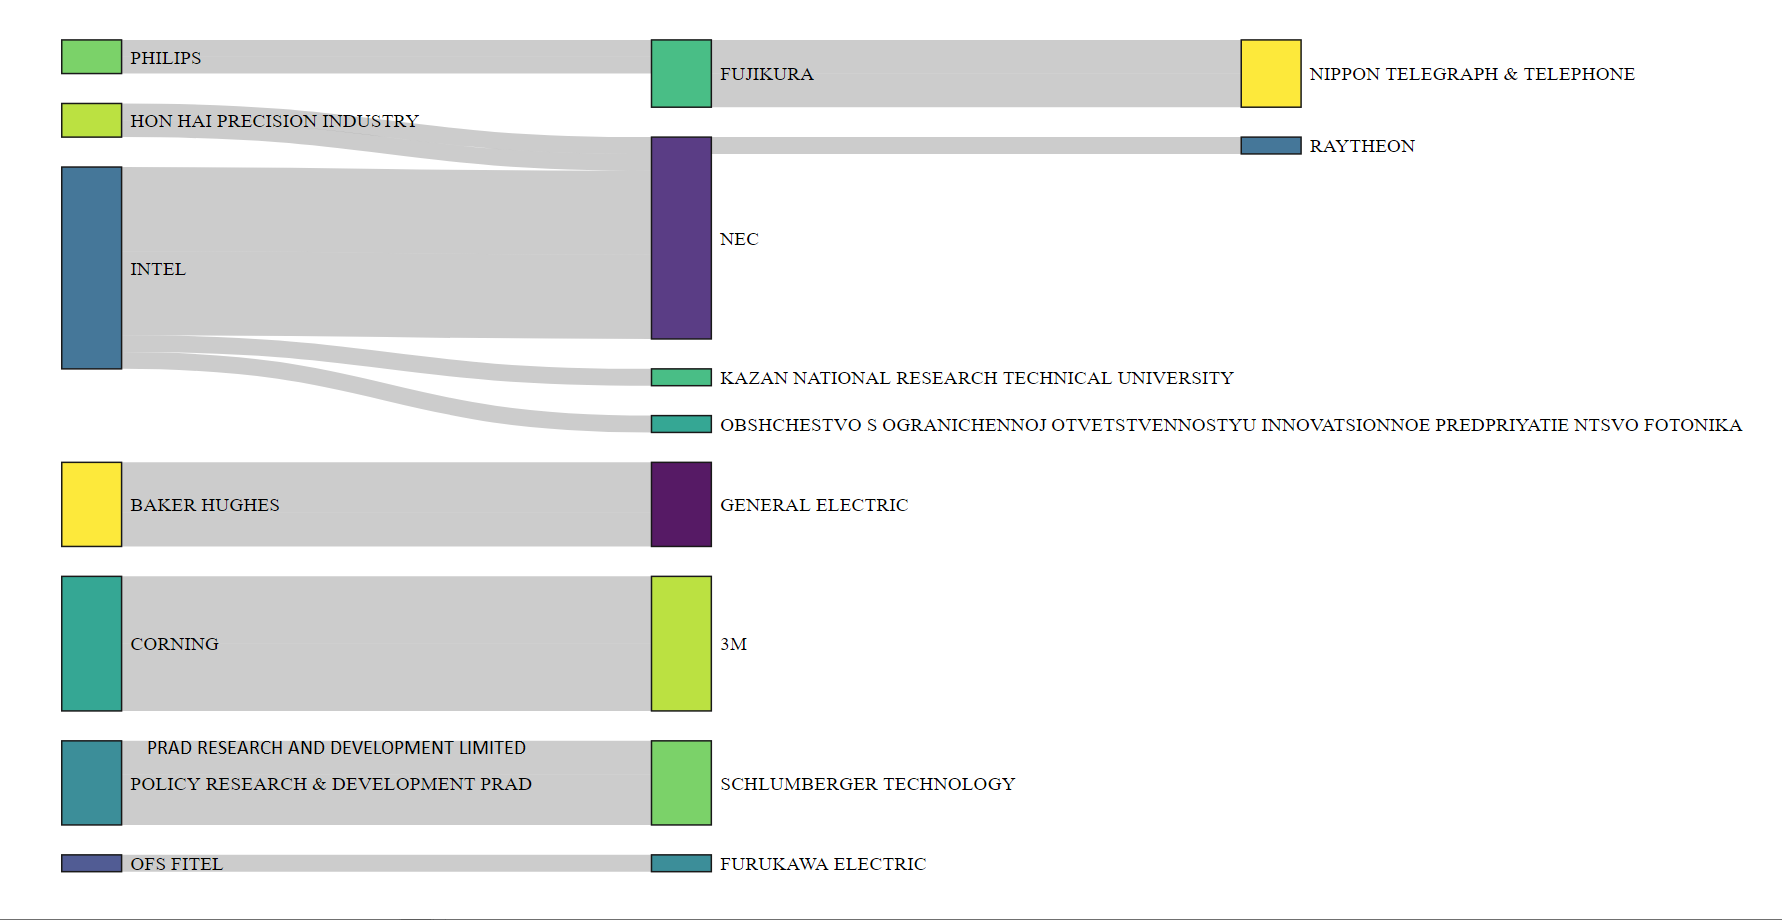 PHILIPS
FUJIKURA
NIPPON TELEGRAPH & TELEPHONE
HON HAI PRECISION INDUSTRY
RAYTHEON
NEC
INTEL
KAZAN NATIONAL RESEARCH TECHNICAL UNIVERSITY
OBSHCHESTVO S OGRANICHENNOJ OTVETSTVENNOSTYU INNOVATSIONNOE PREDPRIYATIE NTSVO FOTONIKA
BAKER HUGHES
GENERAL ELECTRIC
CORNING
3M
PRAD RESEARCH AND DEVELOPMENT LIMITED
POLICY RESEARCH & DEVELOPMENT PRAD
SCHLUMBERGER TECHNOLOGY
OFS FITEL
FURUKAWA ELECTRIC